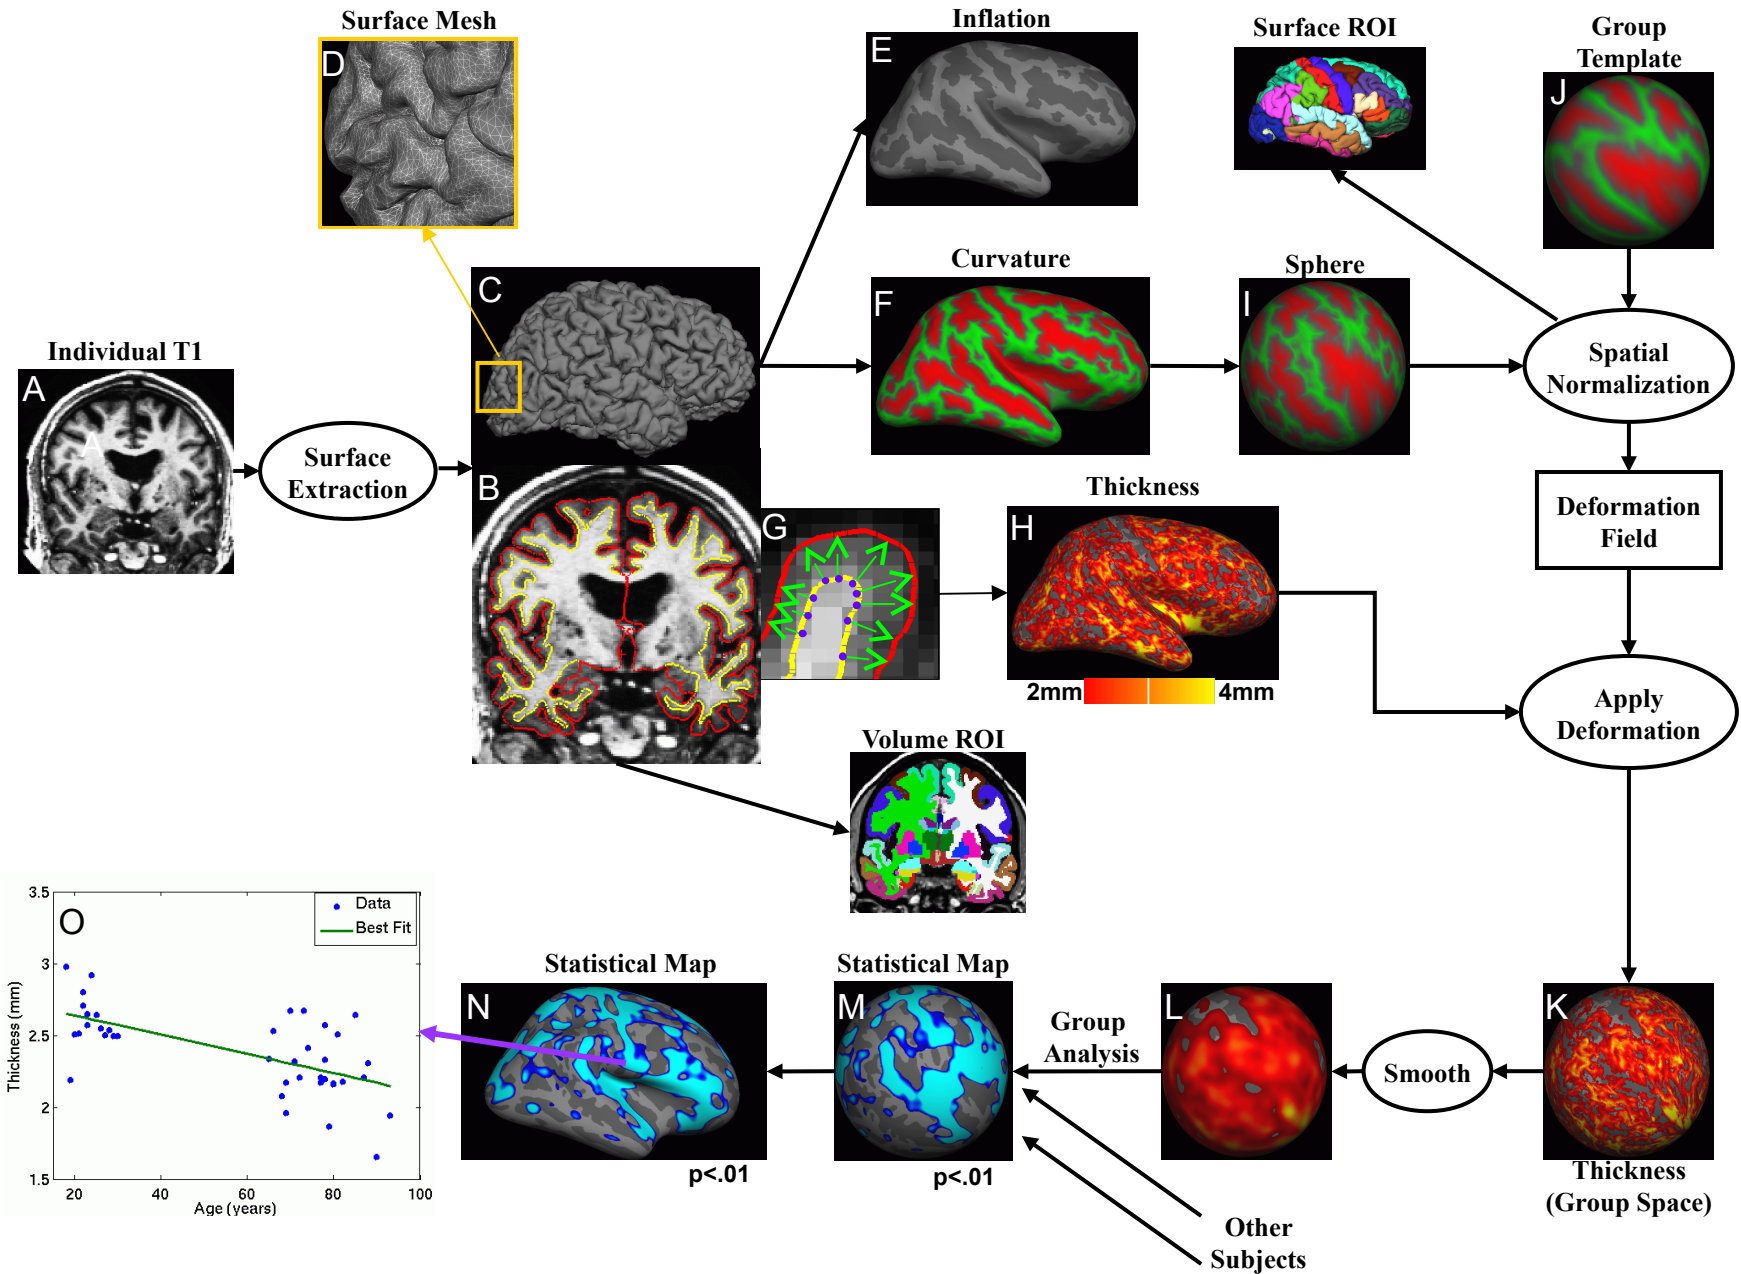 Surface Mesh
D
Inflation
E
Surface ROI
Group
Template
J
Individual T1
A
A
Surface
Extraction
C
B
Curvature
F
Sphere
I
Spatial
Normalization
Deformation
Field
G
Thickness
H
2mm
4mm
Apply
Deformation
Volume ROI
3.5
3
2.5
2
1.5
Thickness (mm)
O
Data
Best Fit
20
40
60
80
100
Age (years)
Statistical Map
N
p<.01
Statistical Map
M
p<.01
Group
Analysis
L
Smooth
K
Thickness
(Group Space)
Other
Subjects